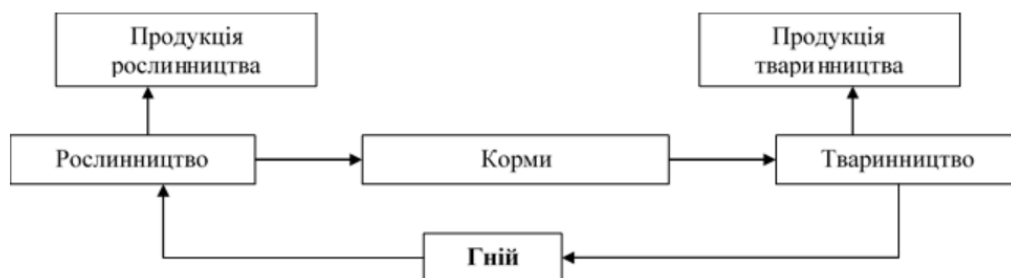 Продукція
рослинництва
Продукція
тваринництва
Рослинництво
Корми
Тваринництво
Гній